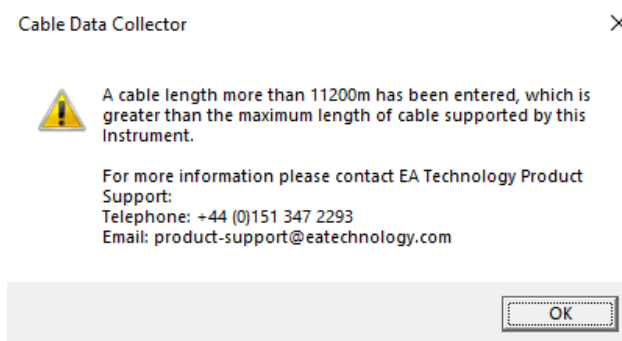 Cable Data Collector
A cable length more than 11200m has been entered, which is
greater than the maximum length of cable supported by this
Instrument.
For more information please contact EA Technology Product
Support:
Telephone: +44 (0)151 347 2293
Email: product-support@eatechnology.com
OK